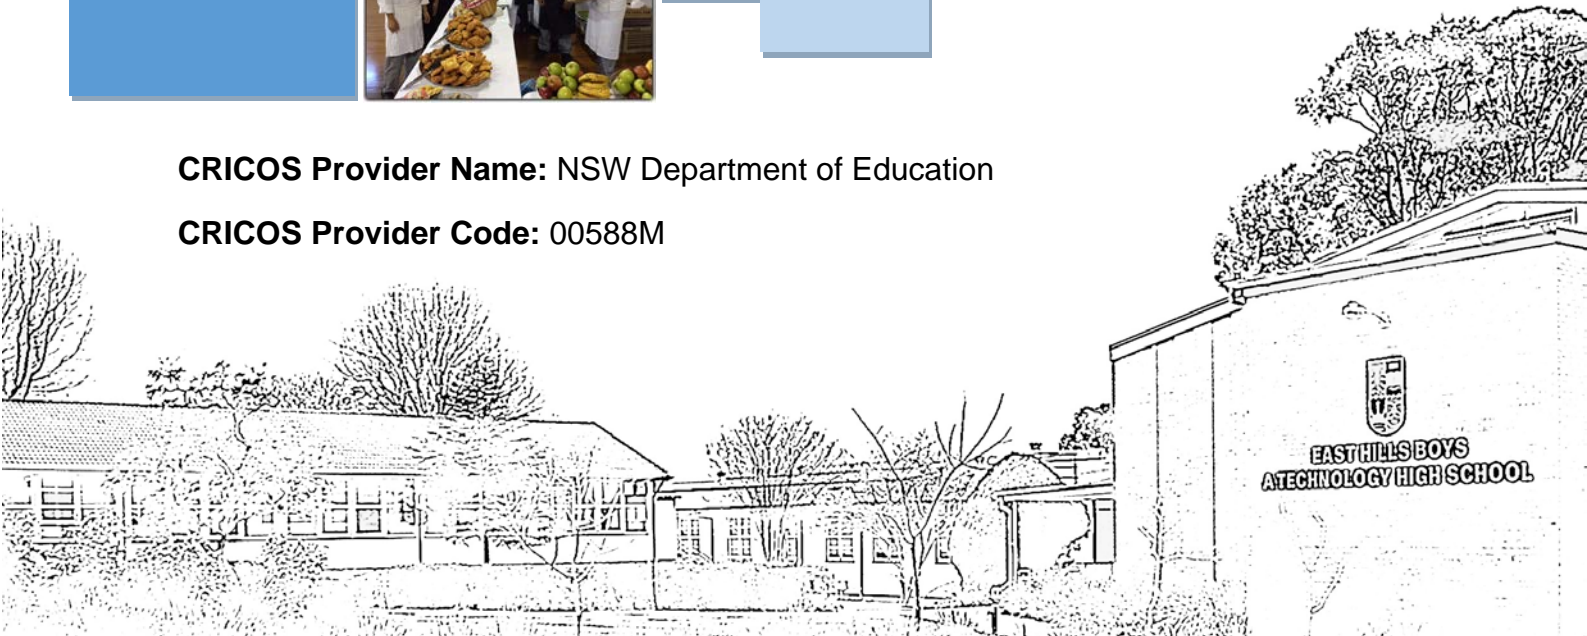 CRICOS Provider Name: NSW Department of Education
CRICOS Provider Code: 00588M
EAST HILLS BOYS
A TECHNOLOGY HIGH SCHOOL